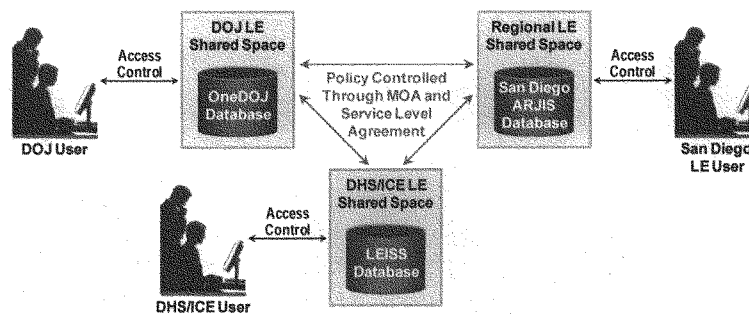 DOJ LE
Shared Space
Regional LE
Shared Space
Access
Control
OneDOJ
Database
Policy Controlled
Through MOA and
Service Level
Agreement
San Diego
ARJIS
Database
Access
Control
DOJ User
San Diego
LE User
DHS/ICE LE
Shared Space
Access
Control
LEISS
Database
DHS/ICE User